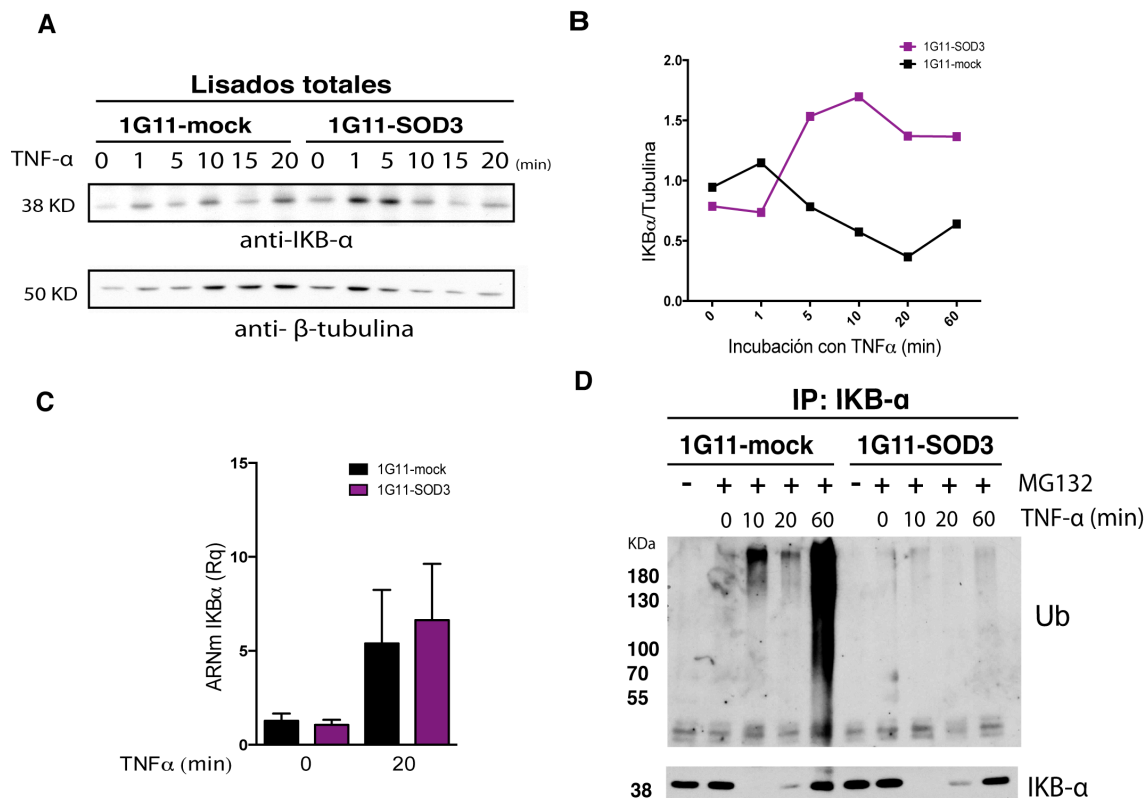 A
Lisados totales
1G11-mock 1G11-SOD3
TNF-α 0 1 5 10 15 20 0 1 5 10 15 20 (min)
38 KD
anti-IKB-α
50 KD
anti- β-tubulina
B
1G11-SOD3
1G11-mock
IKBα/Tubulina
2.0
1.5
1.0
0.5
0.0
0 1 5 10 20 60
Incubación con TNFα (min)
C
1G11-mock
1G11-SOD3
ARNm IKBα (Rq)
15
10
5
0
TNFα (min) 0 20
D
IP: IKB-α
1G11-mock 1G11-SOD3
- + + + + - + + + + MG132
0 10 20 60 0 10 20 60 TNF-α (min)
KDa
180
130
100
70
55
Ub
38 IKB-α